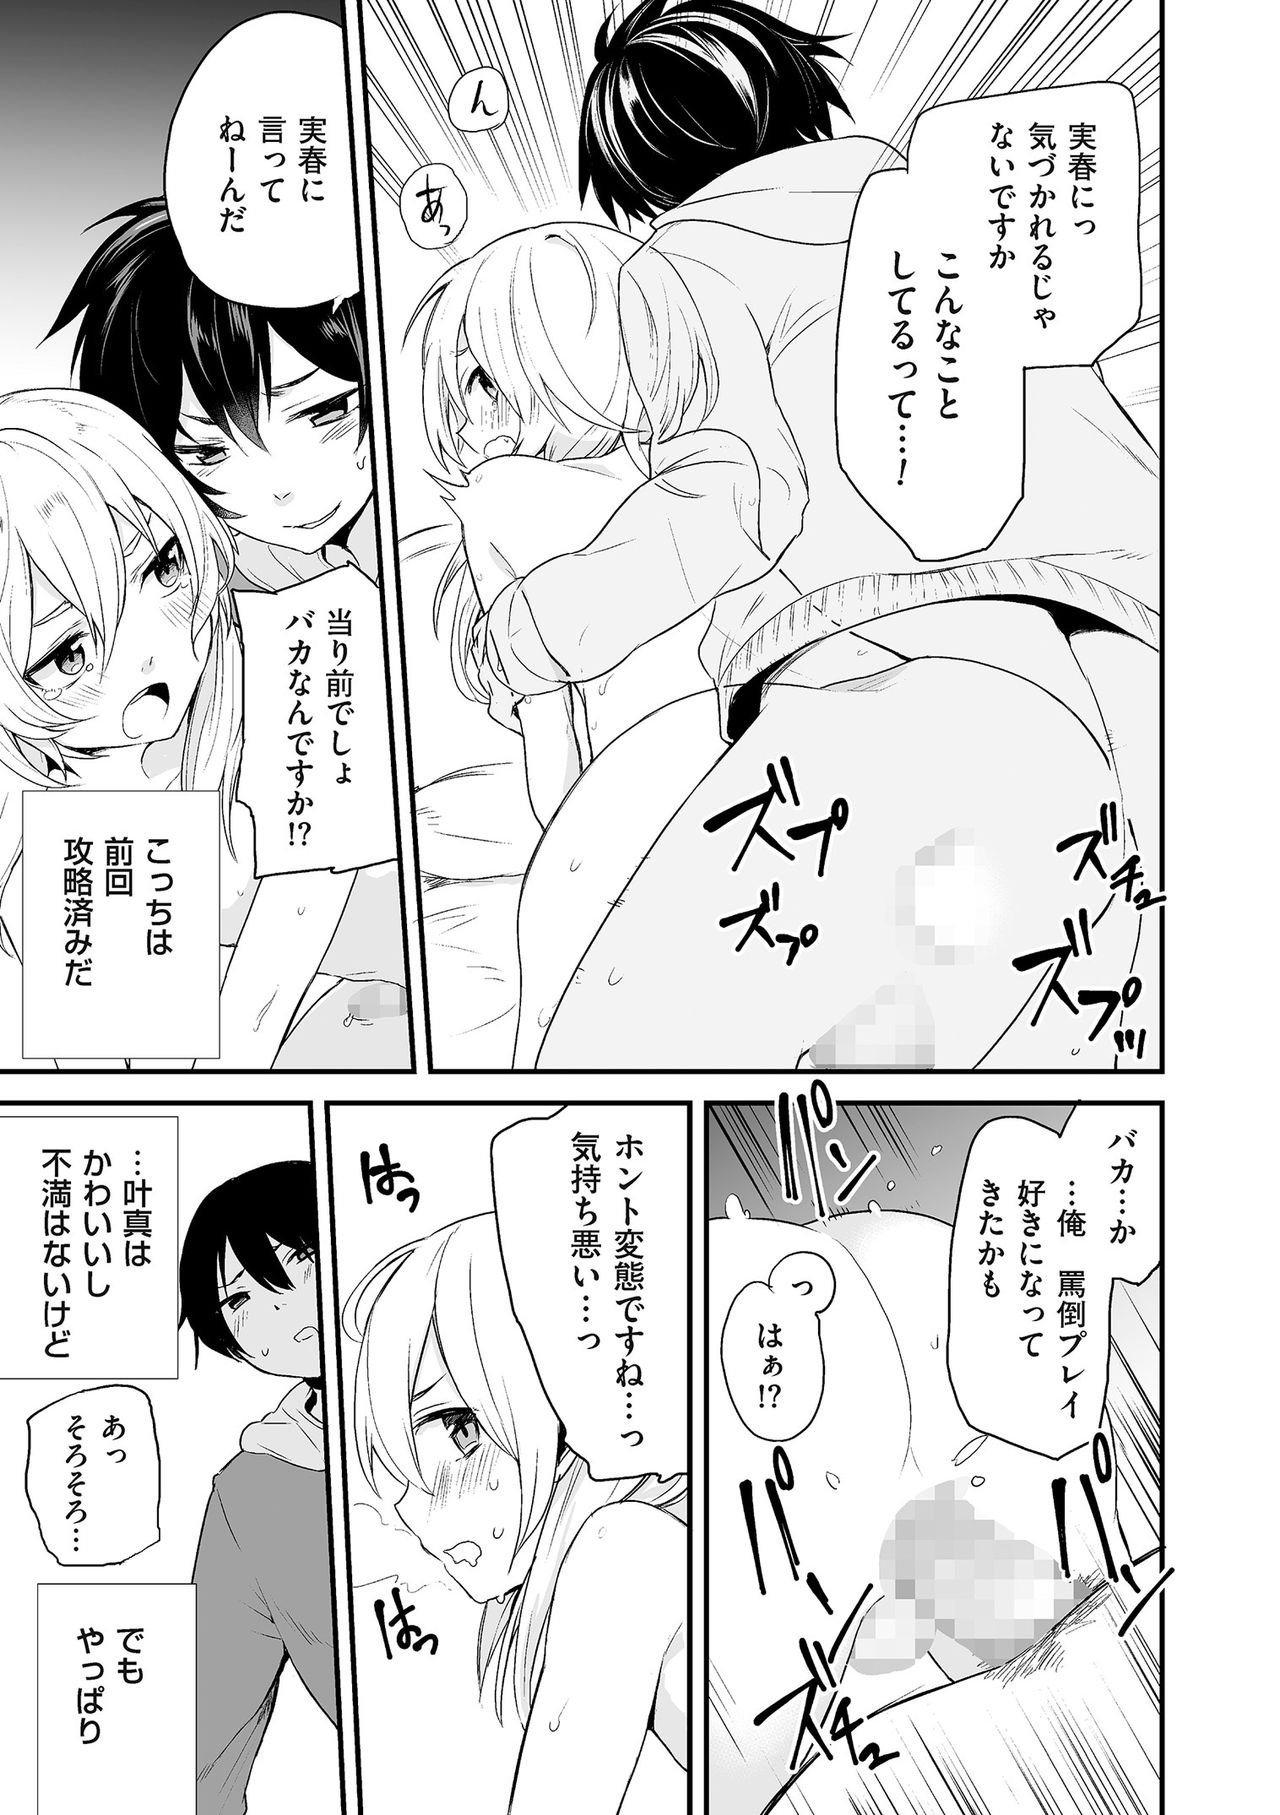 実春にっ
気づかれるじゃ
ないですか
こんなこと
してるって……！
ん
あっ
ズプ
ズプ
ズチュ
ズプッ
実春に
言って
ねーんだ
当り前でしょ
バカなんですか!?
こっちは
前回
攻略済みだ
バカ…か
…俺 罵倒プレイ
好きになって
きたかも
っ
はぁ!?
パンッ
パンッ
ズチュ
ホント変態ですね…っ
気持ち悪い…っ
はっ
はっ
…叶真は
かわいいし
不満はないけど
あっ
そろそろ…
でも
やっぱり